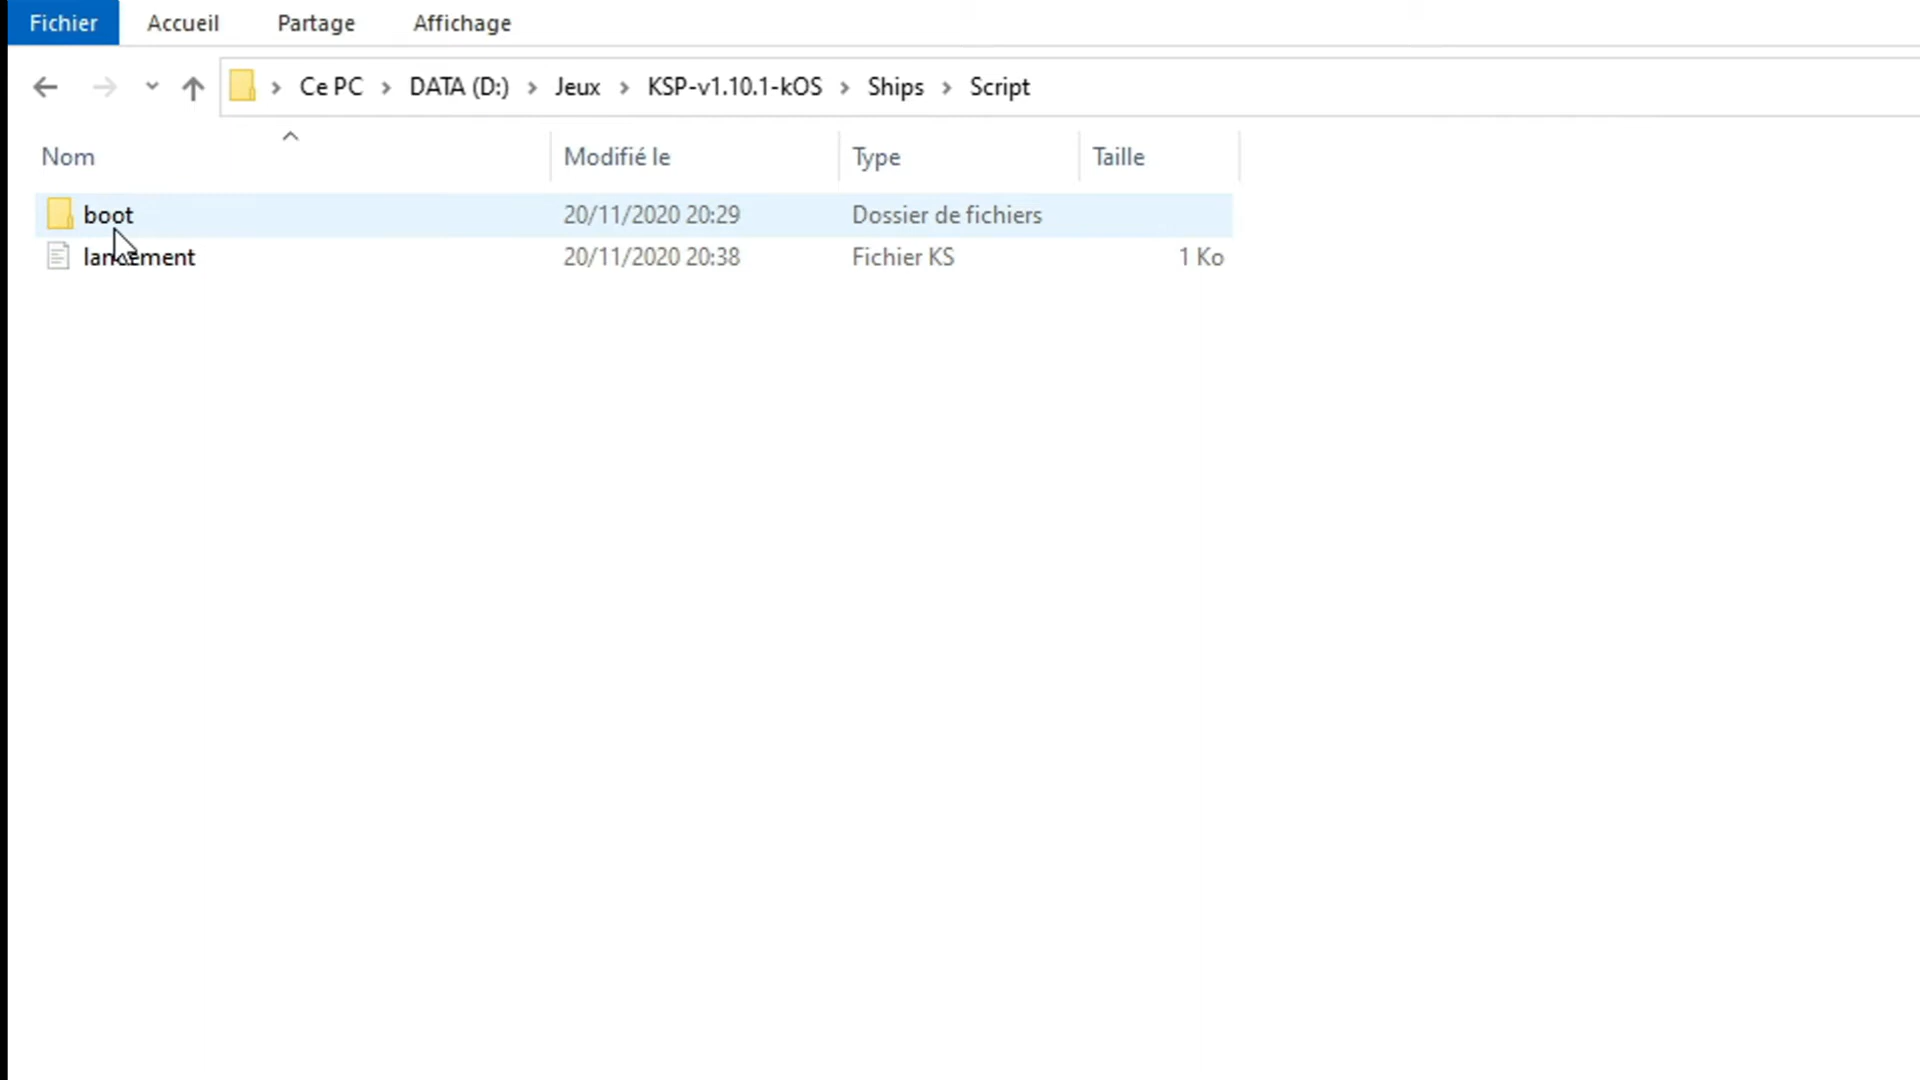 Fichier Accueil Partage Affichage
Ce PC DATA (D:) Jeux KSP-v1.10.1-kOS Ships Script
Nom Modifié le Type Taille
boot 20/11/2020 20:29 Dossier de fichiers
lancement 20/11/2020 20:38 Fichier KS 1 Ko